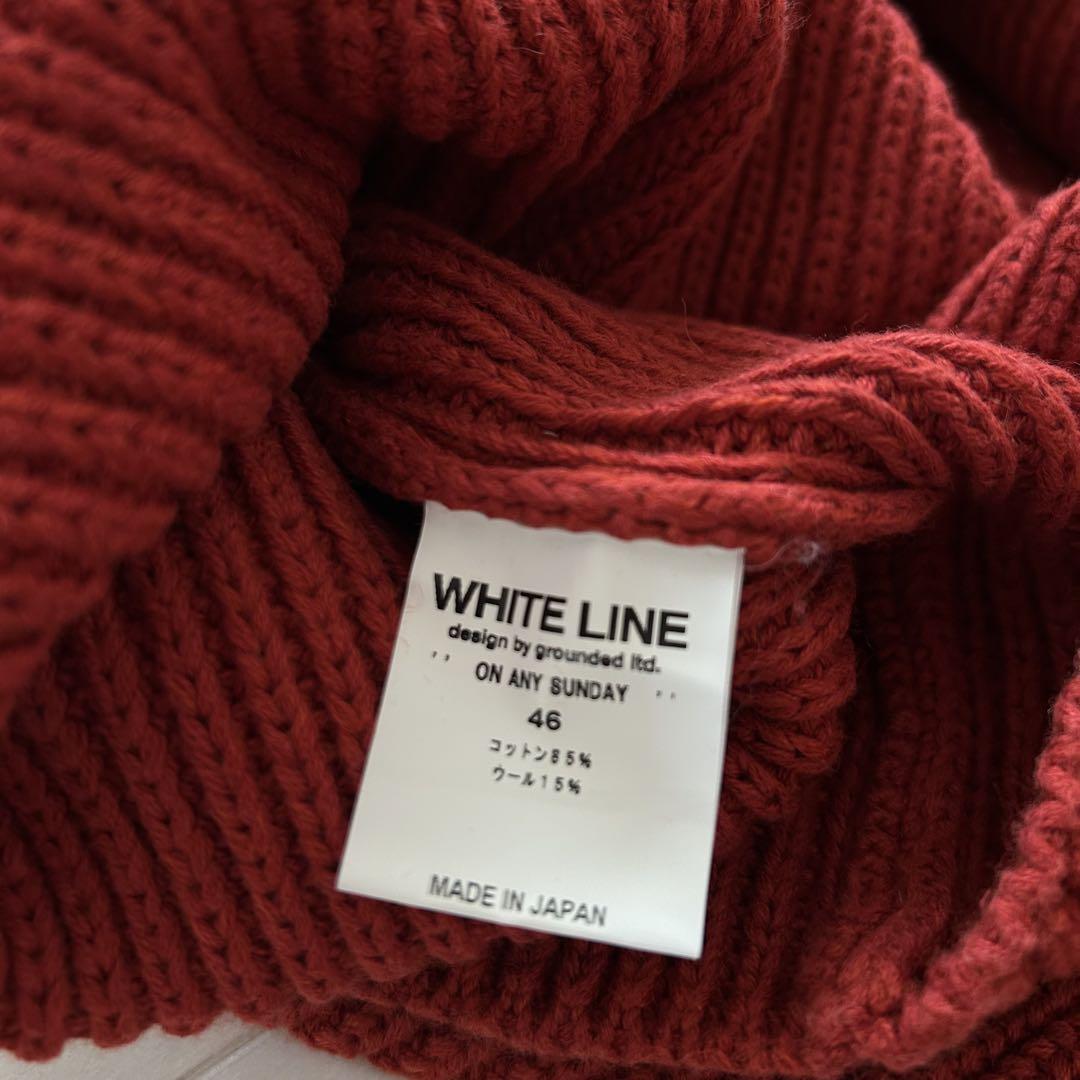 WHITE LINE
design by grounded ltd.
’’ ON ANY SUNDAY ’’
46
コットン85%
ウール15%
MADE IN JAPAN